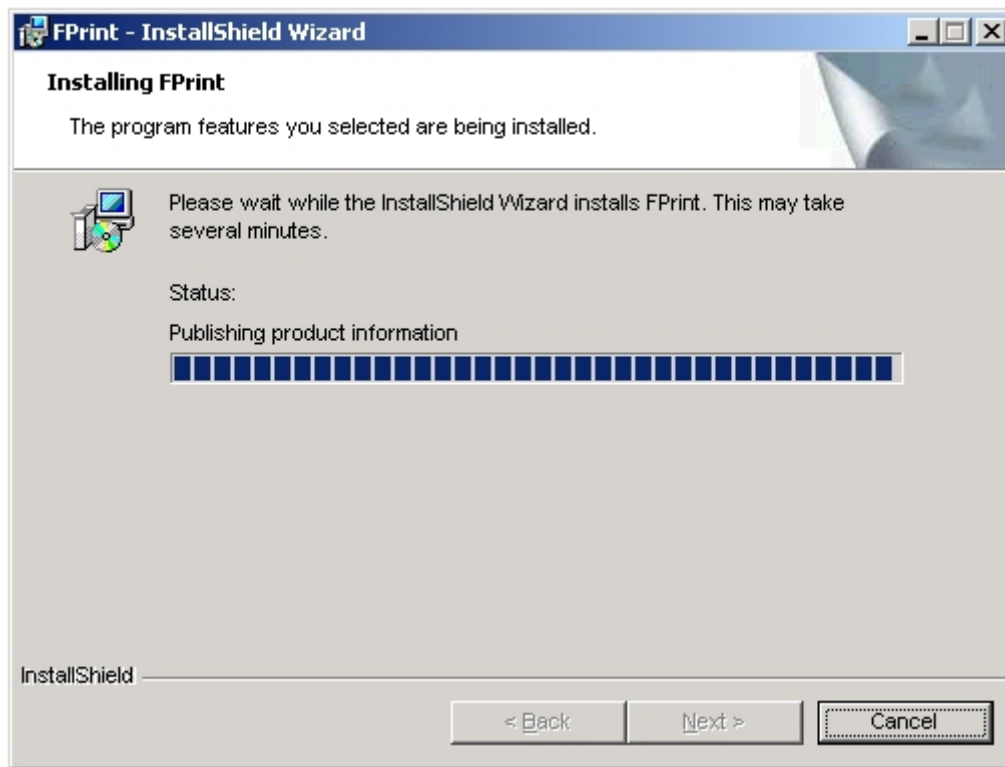 FPrint - InstallShield Wizard
Installing FPrint
The program features you selected are being installed.
Please wait while the InstallShield Wizard installs FPrint. This may take
several minutes.
Status:
Publishing product information
InstallShield
< Back
Next >
Cancel